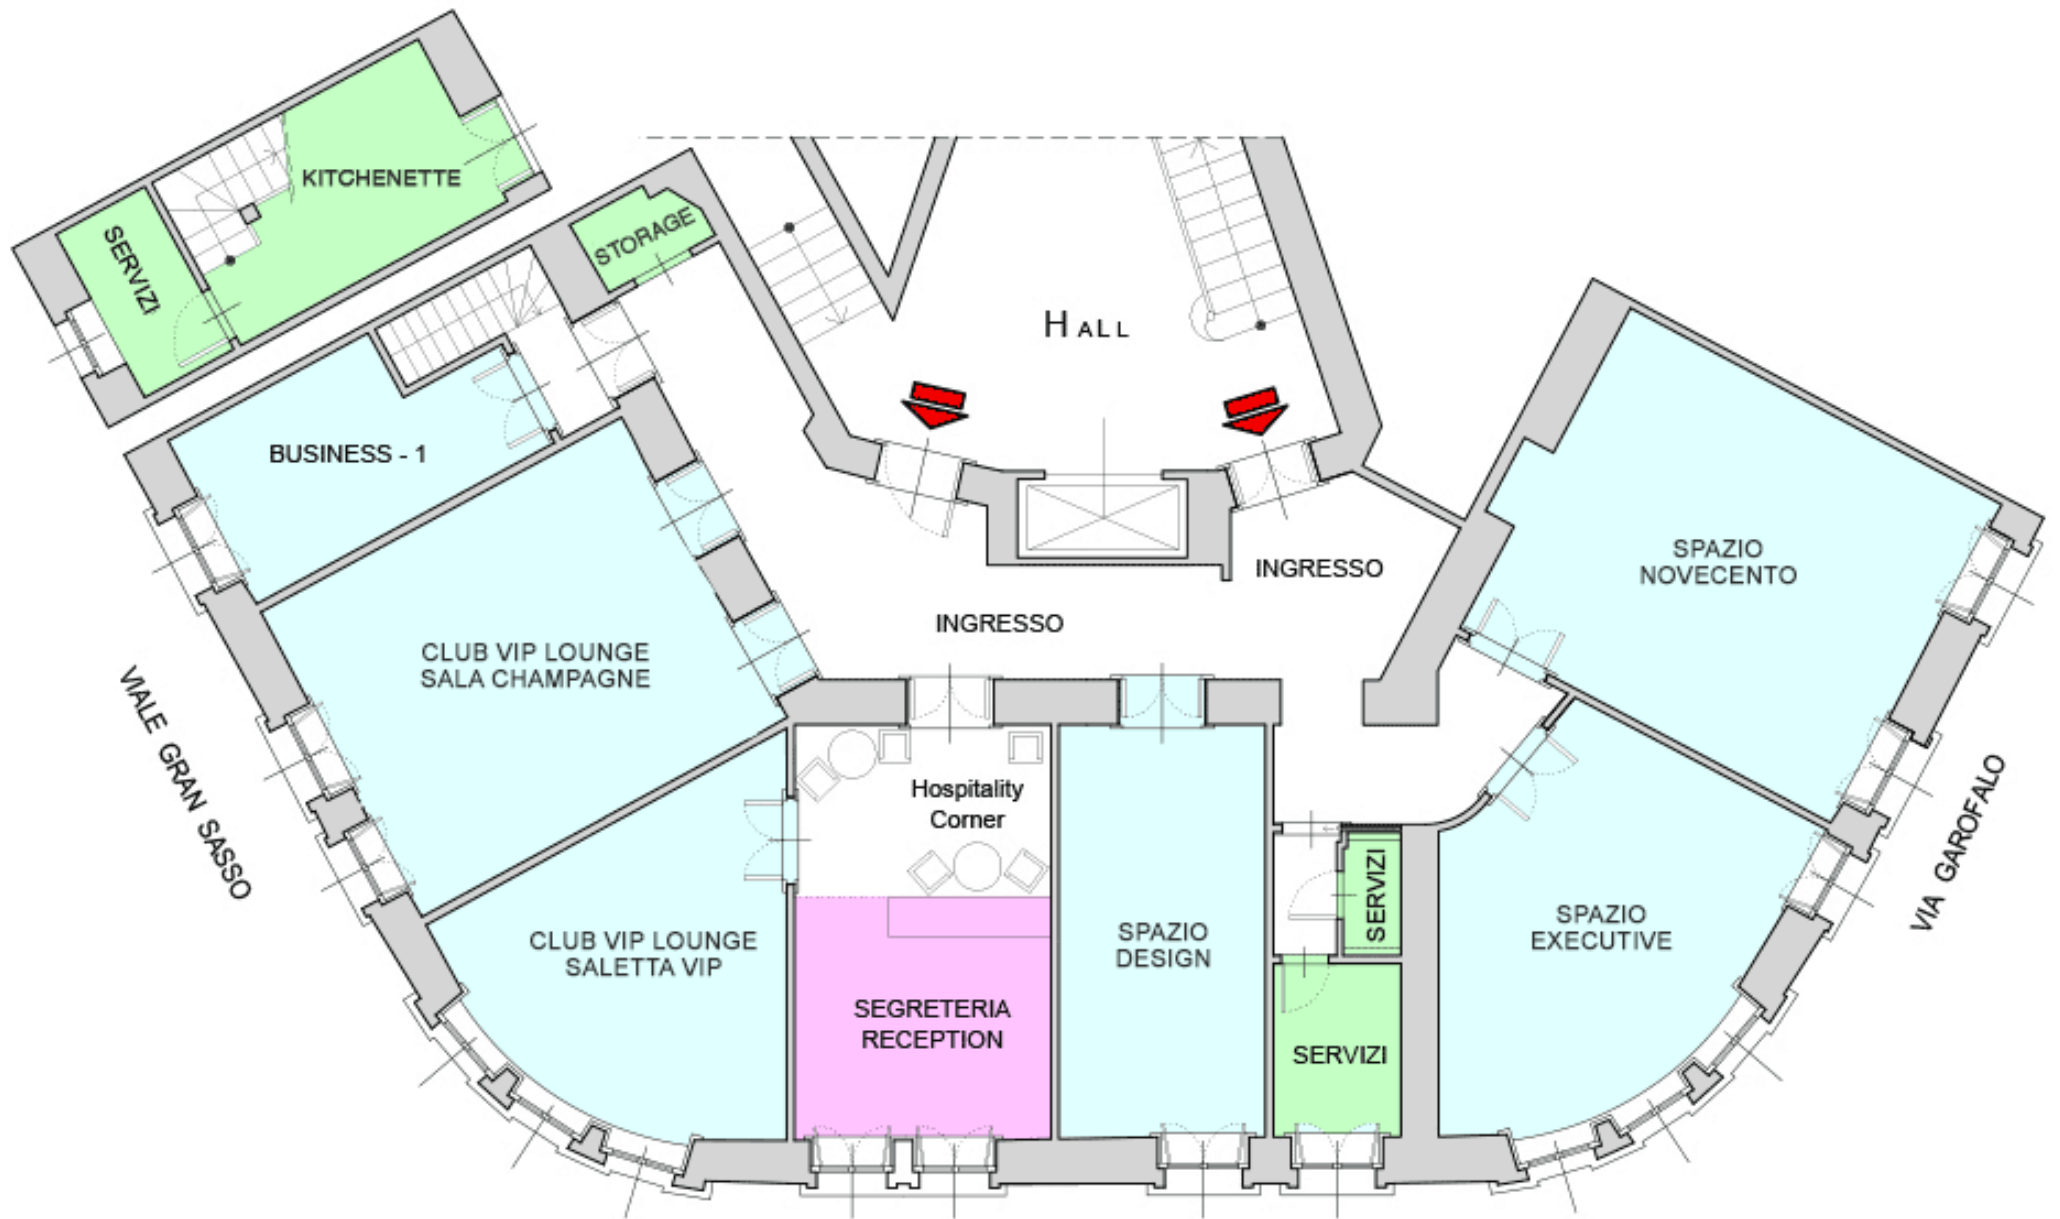 KITCHENETTE
SERVIZI
STORAGE
HALL
BUSINESS - 1
INGRESSO
INGRESSO
SPAZIO
NOVECENTO
CLUB VIP LOUNGE
SALA CHAMPAGNE
VIALE GRAN SASSO
Hospitality
Corner
VIA GAROFALO
SERVIZI
SPAZIO
EXECUTIVE
SPAZIO
DESIGN
CLUB VIP LOUNGE
SALETTA VIP
SEGRETERIA
RECEPTION
SERVIZI